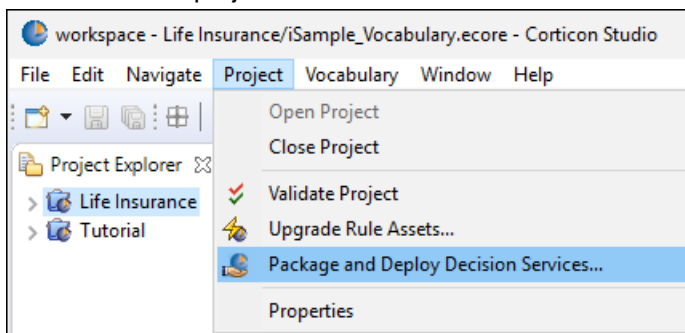 workspace - Life Insurance/iSample_Vocabulary.ecore - Corticon Studio
File Edit Navigate Project Vocabulary Window Help
Open Project
Close Project
Project Explorer
Validate Project
Life Insurance
Upgrade Rule Assets...
Tutorial
Package and Deploy Decision Services...
Properties